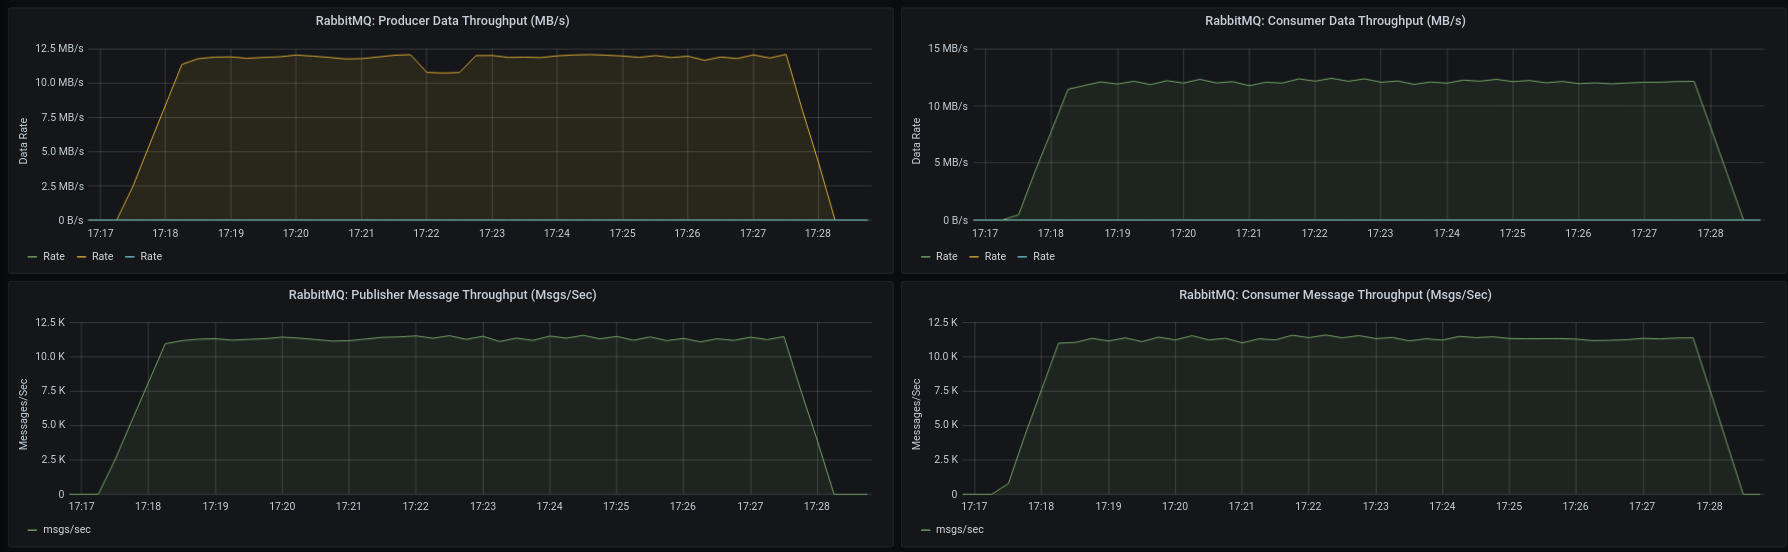 RabbitMQ: Producer Data Throughput (MB/s)
12.5 MB/s
10.0 MB/s
7.5 MB/s
5.0 MB/s
2.5 MB/s
0 B/s
Data Rate
17:17 17:18 17:19 17:20 17:21 17:22 17:23 17:24 17:25 17:26 17:27 17:28
Rate Rate Rate
RabbitMQ: Consumer Data Throughput (MB/s)
15 MB/s
10 MB/s
5 MB/s
0 B/s
Data Rate
17:17 17:18 17:19 17:20 17:21 17:22 17:23 17:24 17:25 17:26 17:27 17:28
Rate Rate Rate
RabbitMQ: Publisher Message Throughput (Msgs/Sec)
12.5 K
10.0 K
7.5 K
5.0 K
2.5 K
0
Messages/Sec
17:17 17:18 17:19 17:20 17:21 17:22 17:23 17:24 17:25 17:26 17:27 17:28
msgs/sec
RabbitMQ: Consumer Message Throughput (Msgs/Sec)
12.5 K
10.0 K
7.5 K
5.0 K
2.5 K
0
Messages/Sec
17:17 17:18 17:19 17:20 17:21 17:22 17:23 17:24 17:25 17:26 17:27 17:28
msgs/sec